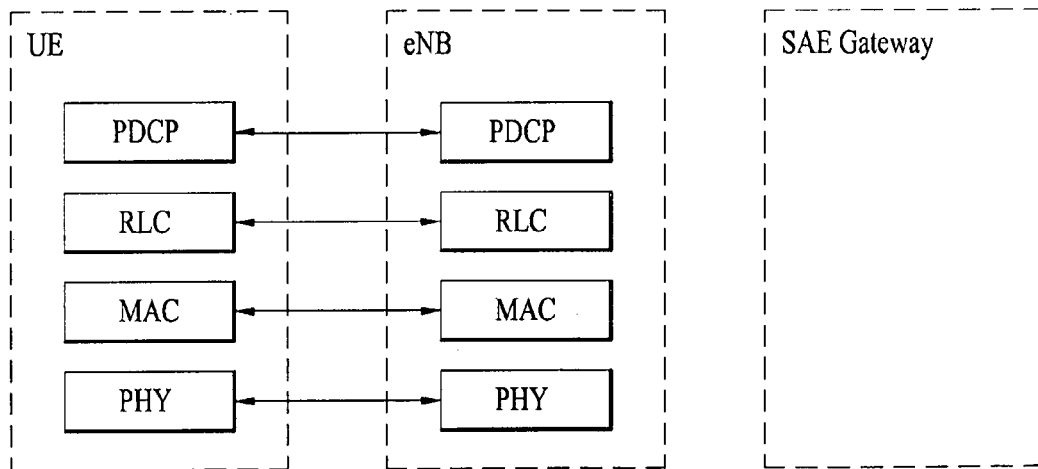 UE eNB SAE Gateway
PDCP PDCP
RLC RLC
MAC MAC
PHY PHY